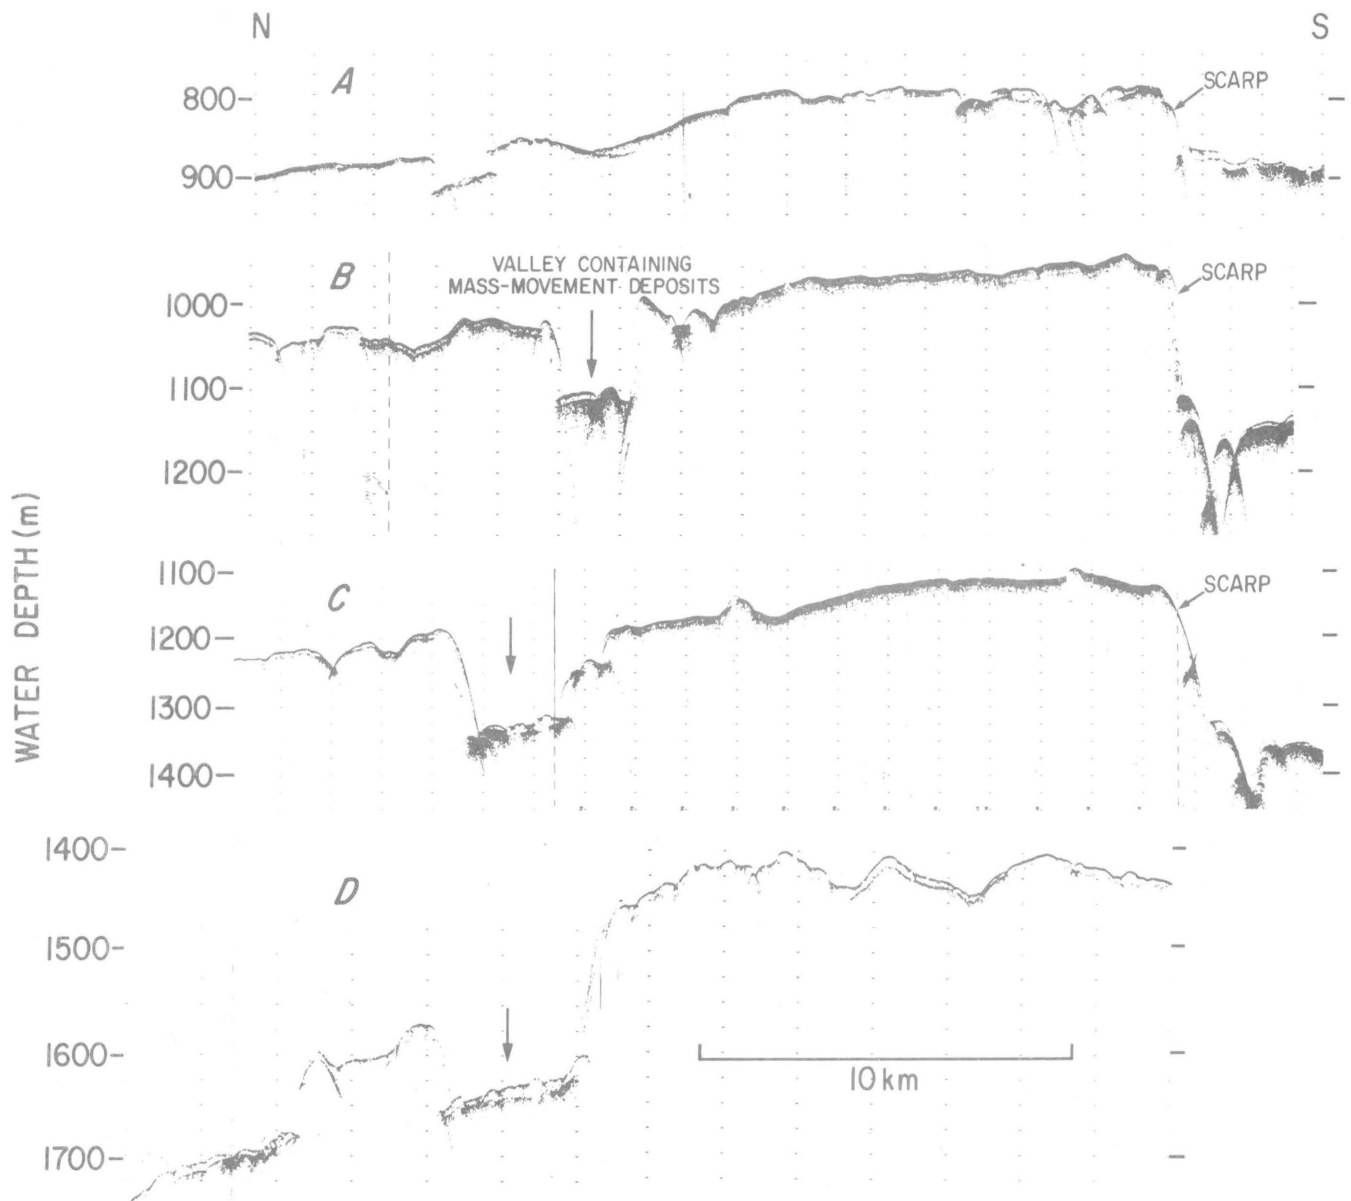 N S
A
800-
SCARP
900-
B
VALLEY CONTAINING
MASS-MOVEMENT DEPOSITS
SCARP
1000-
1100-
1200-
WATER DEPTH (m)
1100-
C
SCARP
1200-
1300-
1400-
1400-
D
1500-
1600-
10 km
1700-